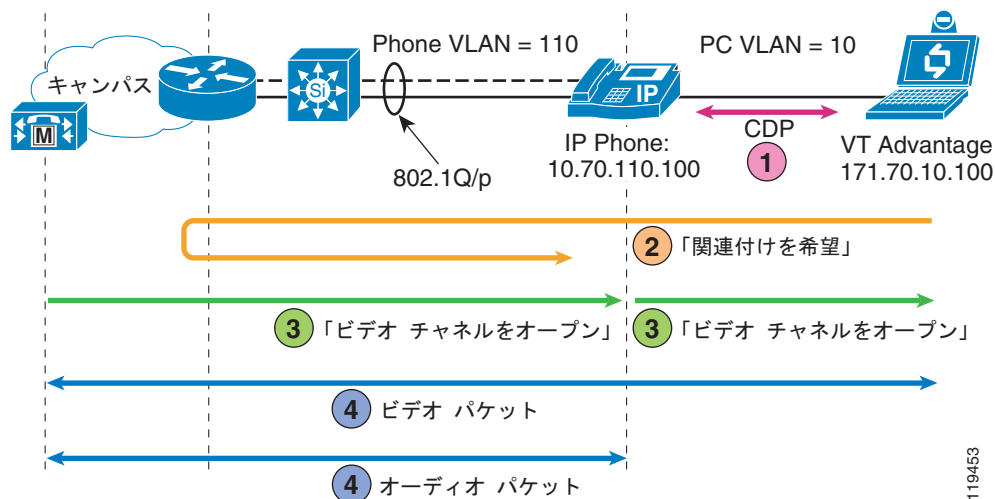 Phone VLAN = 110
PC VLAN = 10
キャンパス
Si
IP
M
802.1Q/p
IP Phone:
10.70.110.100
CDP
1
VT Advantage
171.70.10.100
2 「関連付けを希望」
3 「ビデオ チャネルをオープン」
3 「ビデオ チャネルをオープン」
4 ビデオ パケット
4 オーディオ パケット
119453